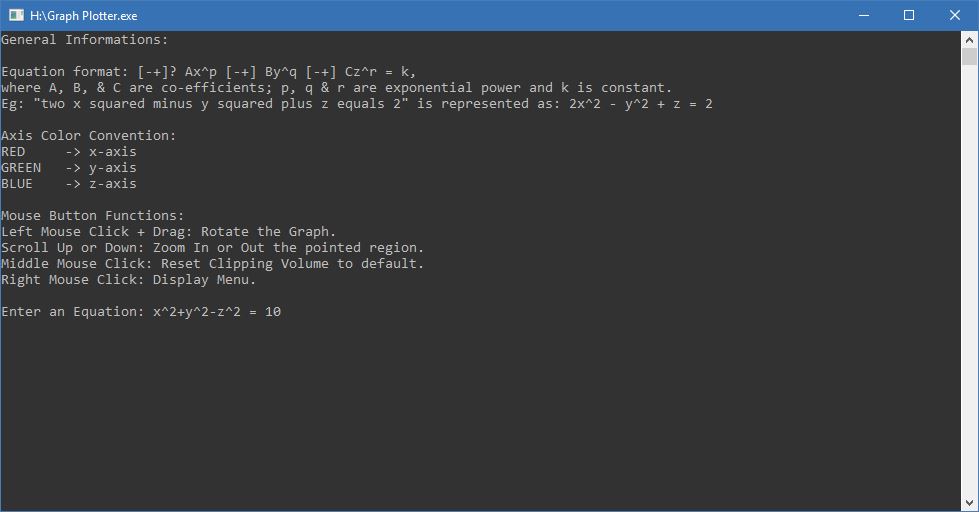 H:\Graph Plotter.exe
General Informations:
Equation format: [-+]? Ax^p [-+] By^q [-+] Cz^r = k,
where A, B, & C are co-efficients; p, q & r are exponential power and k is constant.
Eg: "two x squared minus y squared plus z equals 2" is represented as: 2x^2 - y^2 + z = 2
Axis Color Convention:
RED     -> x-axis
GREEN   -> y-axis
BLUE    -> z-axis
Mouse Button Functions:
Left Mouse Click + Drag: Rotate the Graph.
Scroll Up or Down: Zoom In or Out the pointed region.
Middle Mouse Click: Reset Clipping Volume to default.
Right Mouse Click: Display Menu.
Enter an Equation: x^2+y^2-z^2 = 10